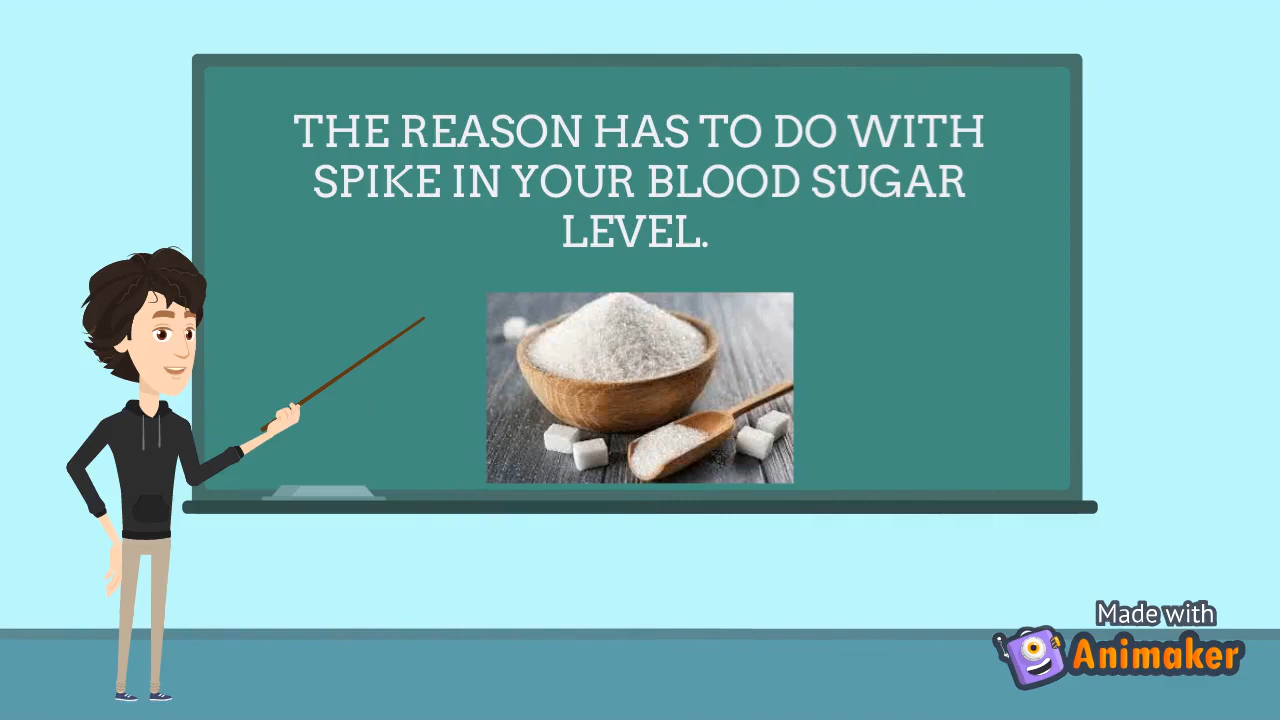 THE REASON HAS TO DO WITH
SPIKE IN YOUR BLOOD SUGAR
LEVEL.
Made with
Animaker